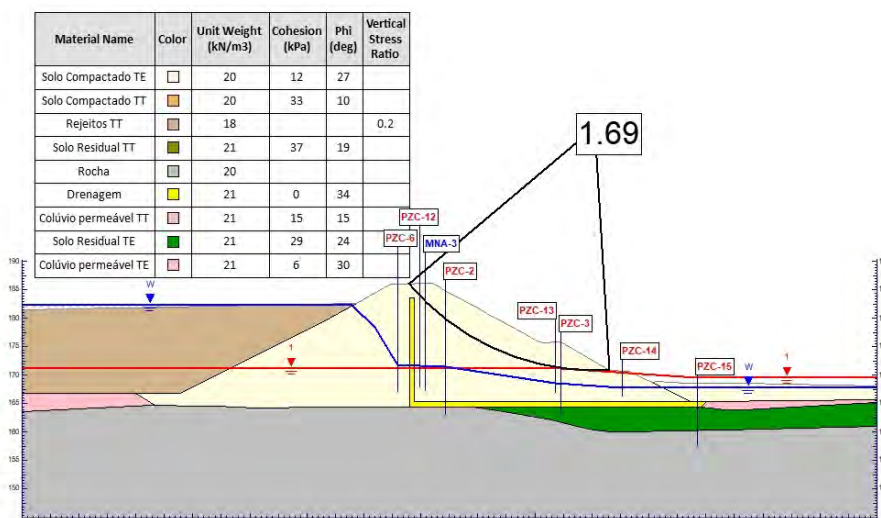 Material Name Color Unit Weight (kN/m3) Cohesion (kPa) Phi (deg) Vertical Stress Ratio
Solo Compactado TE 20 12 27
Solo Compactado TT 20 33 10
Rejeitos TT 18 0.2
Solo Residual TT 21 37 19
Rocha 20
Drenagem 21 0 34
Colúvio permeável TT 21 15 15
Solo Residual TE 21 29 24
Colúvio permeável TE 21 6 30
1.69
PZC-12
PZC-6
MNA-3
PZC-2
PZC-13
PZC-3
PZC-14
PZC-15
W
1
1
W
190
185
180
175
170
165
160
155
150